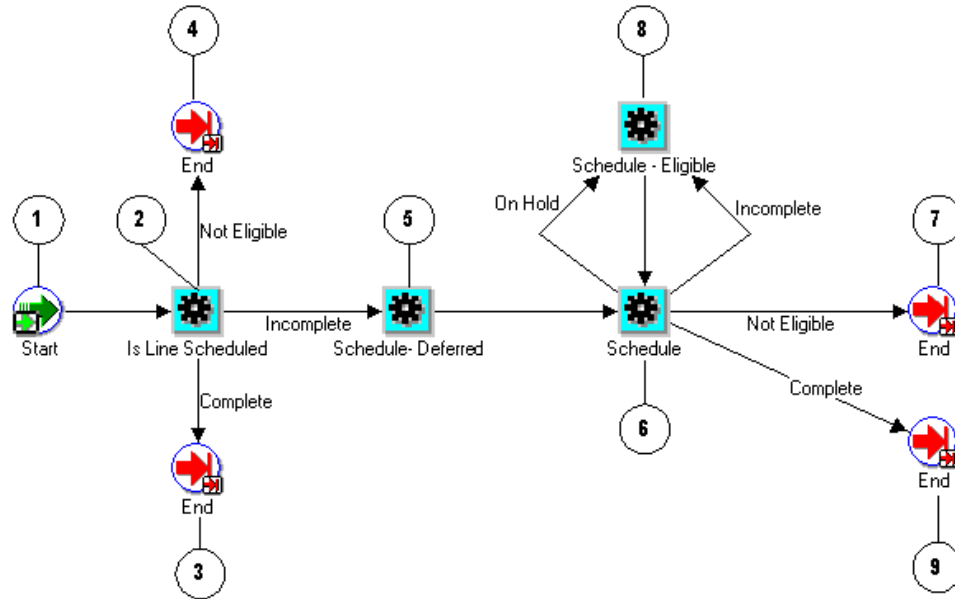 4
8
End
Schedule - Eligible
1
2
Not Eligible
5
On Hold
Incomplete
7
Start
Is Line Scheduled
Incomplete
Schedule- Deferred
Schedule
Not Eligible
End
Complete
Complete
6
End
End
3
9